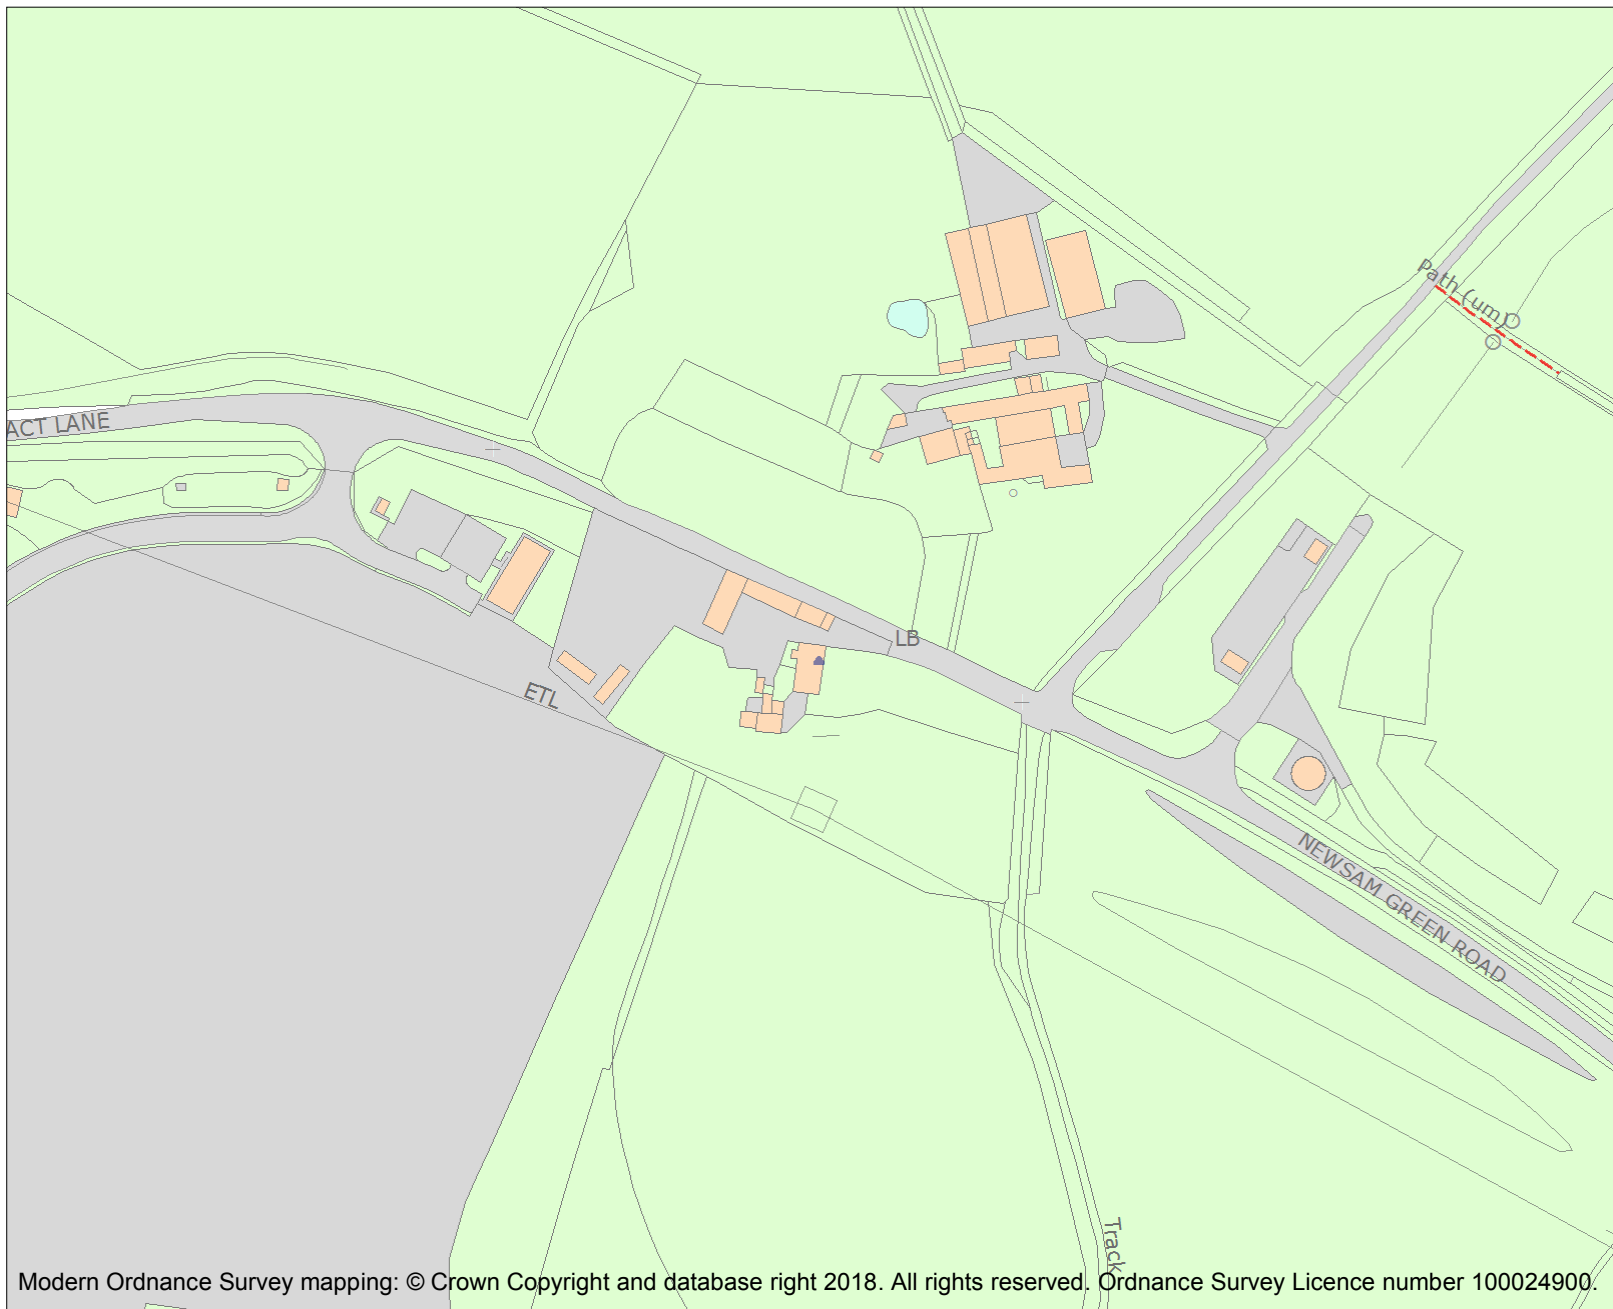 Path (um)
ACT LANE
LB
ETL
NEWSAM GREEN ROAD
Track
Modern Ordnance Survey mapping: © Crown Copyright and database right 2018. All rights reserved. Ordnance Survey Licence number 100024900.